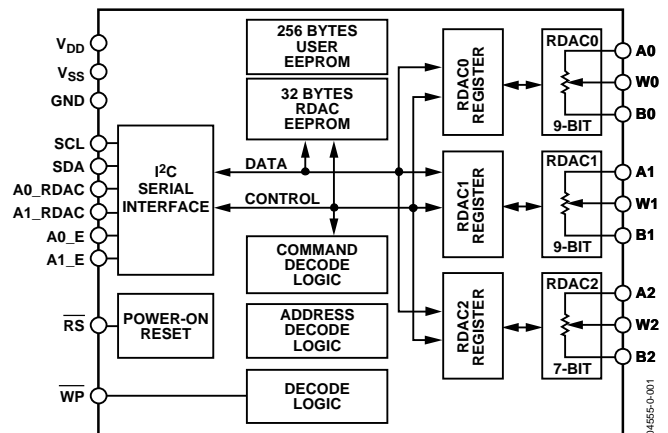 VDD
VSS
GND
SCL
SDA
A0_RDAC
A1_RDAC
A0_E
A1_E
RS
WP
I2C
SERIAL
INTERFACE
POWER-ON
RESET
256 BYTES
USER
EEPROM
32 BYTES
RDAC
EEPROM
DATA
CONTROL
COMMAND
DECODE
LOGIC
ADDRESS
DECODE
LOGIC
DECODE
LOGIC
RDAC0
REGISTER
RDAC1
REGISTER
RDAC2
REGISTER
RDAC0
9-BIT
RDAC1
9-BIT
RDAC2
7-BIT
A0
W0
B0
A1
W1
B1
A2
W2
B2
04555-0-001